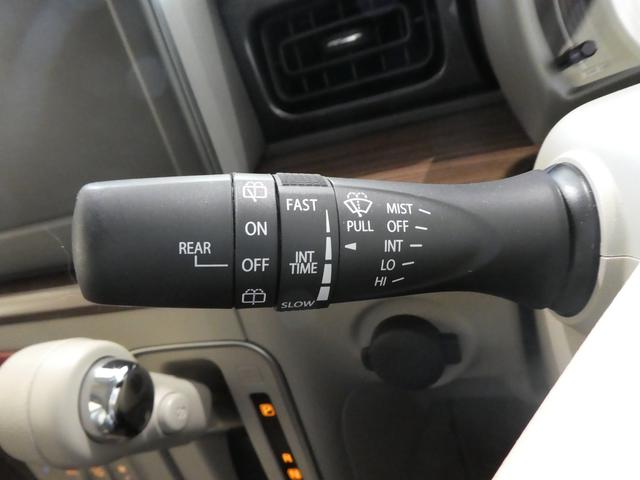 REAR
ON
OFF
FAST
INT
TIME
SLOW
PULL
MIST
OFF
INT
LO
HI
P
R
N